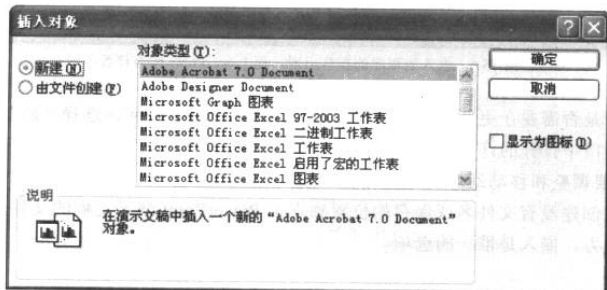 插入对象
对象类型(T):
新建(N)
由文件创建(F)
Adobe Acrobat 7.0 Document
Adobe Designer Document
Microsoft Graph 图表
Microsoft Office Excel 97-2003 工作表
Microsoft Office Excel 二进制工作表
Microsoft Office Excel 工作表
Microsoft Office Excel 启用了宏的工作表
Microsoft Office Excel 图表
确定
取消
显示为图标(D)
说明
在演示文稿中插入一个新的“Adobe Acrobat 7.0 Document”
对象。